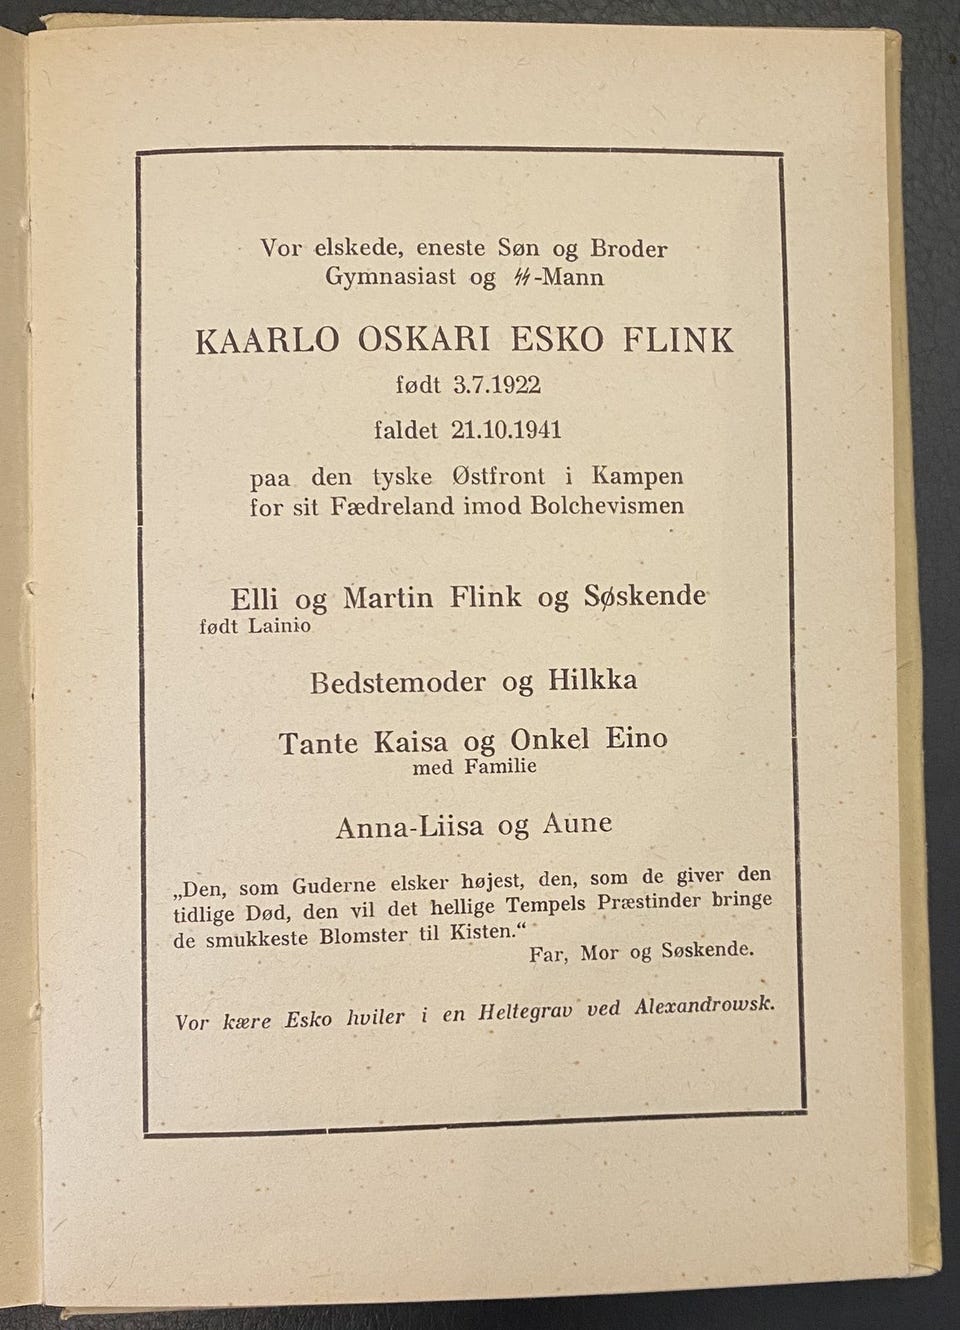 Vor elskede, eneste Søn og Broder
Gymnasiast og ᛋᛋ-Mann
KAARLO OSKARI ESKO FLINK
født 3.7.1922
faldet 21.10.1941
paa den tyske Østfront i Kampen
for sit Fædreland imod Bolchevismen
Elli og Martin Flink og Søskende
født Lainio
Bedstemoder og Hilkka
Tante Kaisa og Onkel Eino
med Familie
Anna-Liisa og Aune
„Den, som Guderne elsker højest, den, som de giver den
tidlige Død, den vil det hellige Tempels Præstinder bringe
de smukkeste Blomster til Kisten.“
Far, Mor og Søskende.
Vor kære Esko hviler i en Heltegrav ved Alexandrowsk.